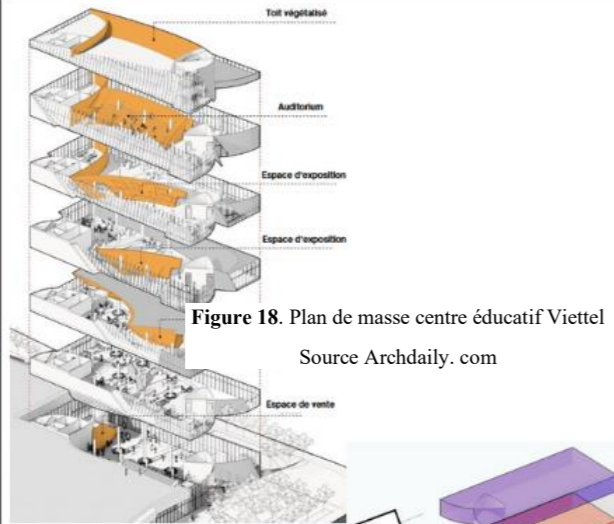 Toit végétalisé
Auditorium
Espace d'exposition
Espace d'exposition
Figure 18. Plan de masse centre éducatif Viettel
Source Archdaily. com
Espace de vente